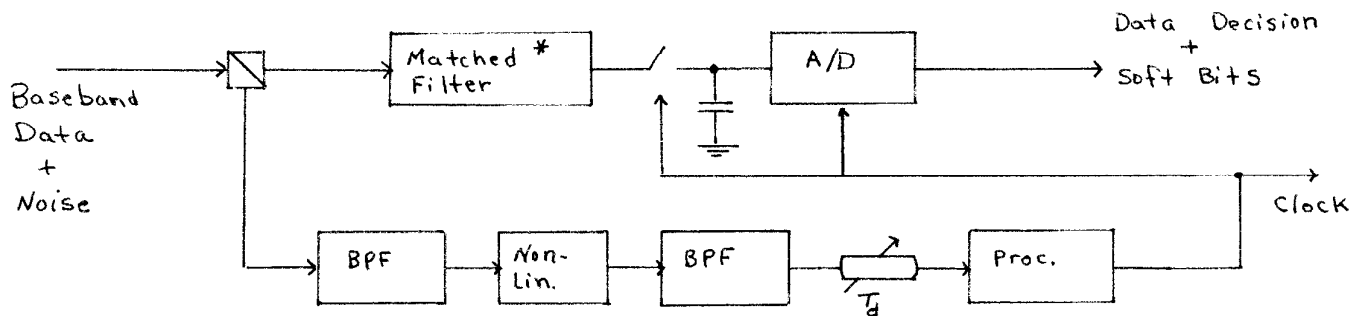 Baseband
Data
+
Noise
Matched *
Filter
A/D
Data Decision
+
Soft Bits
Clock
BPF
Non-
Lin.
BPF
Td
Proc.